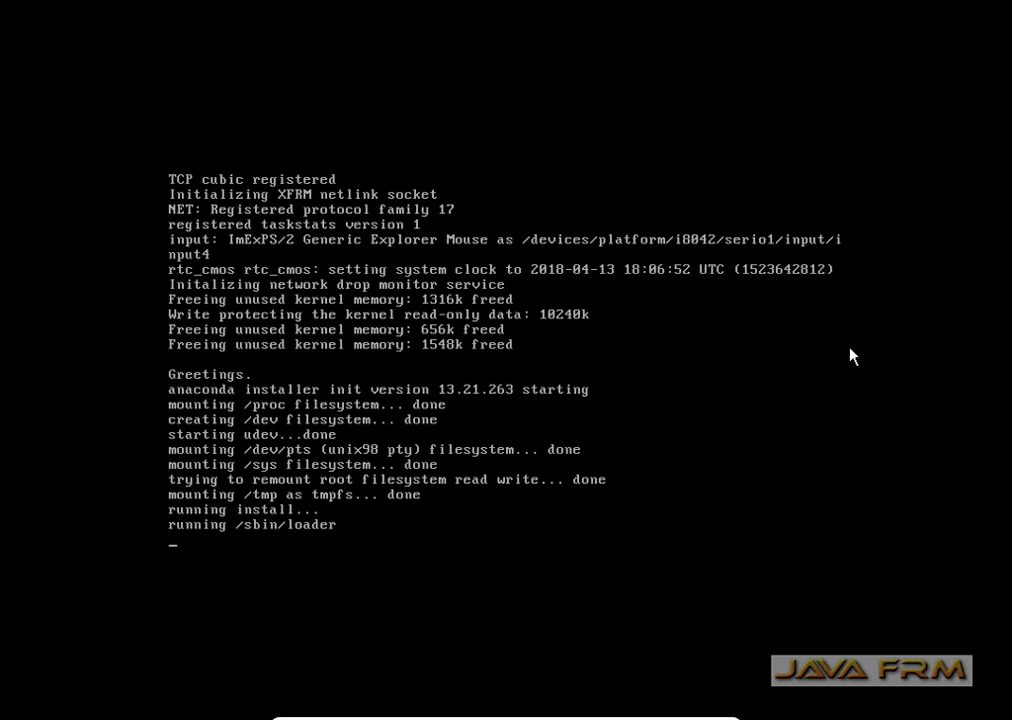 TCP cubic registered
Initializing XFRM netlink socket
NET: Registered protocol family 17
registered taskstats version 1
input: ImExPS/2 Generic Explorer Mouse as /devices/platform/i8042/serio1/input/i
nput4
rtc_cmos rtc_cmos: setting system clock to 2018-04-13 18:06:52 UTC (1523642812)
Initalizing network drop monitor service
Freeing unused kernel memory: 1316k freed
Write protecting the kernel read-only data: 10240k
Freeing unused kernel memory: 656k freed
Freeing unused kernel memory: 1548k freed
Greetings.
anaconda installer init version 13.21.263 starting
mounting /proc filesystem... done
creating /dev filesystem... done
starting udev...done
mounting /dev/pts (unix98 pty) filesystem... done
mounting /sys filesystem... done
trying to remount root filesystem read write... done
mounting /tmp as tmpfs... done
running install...
running /sbin/loader
JAVA FRM